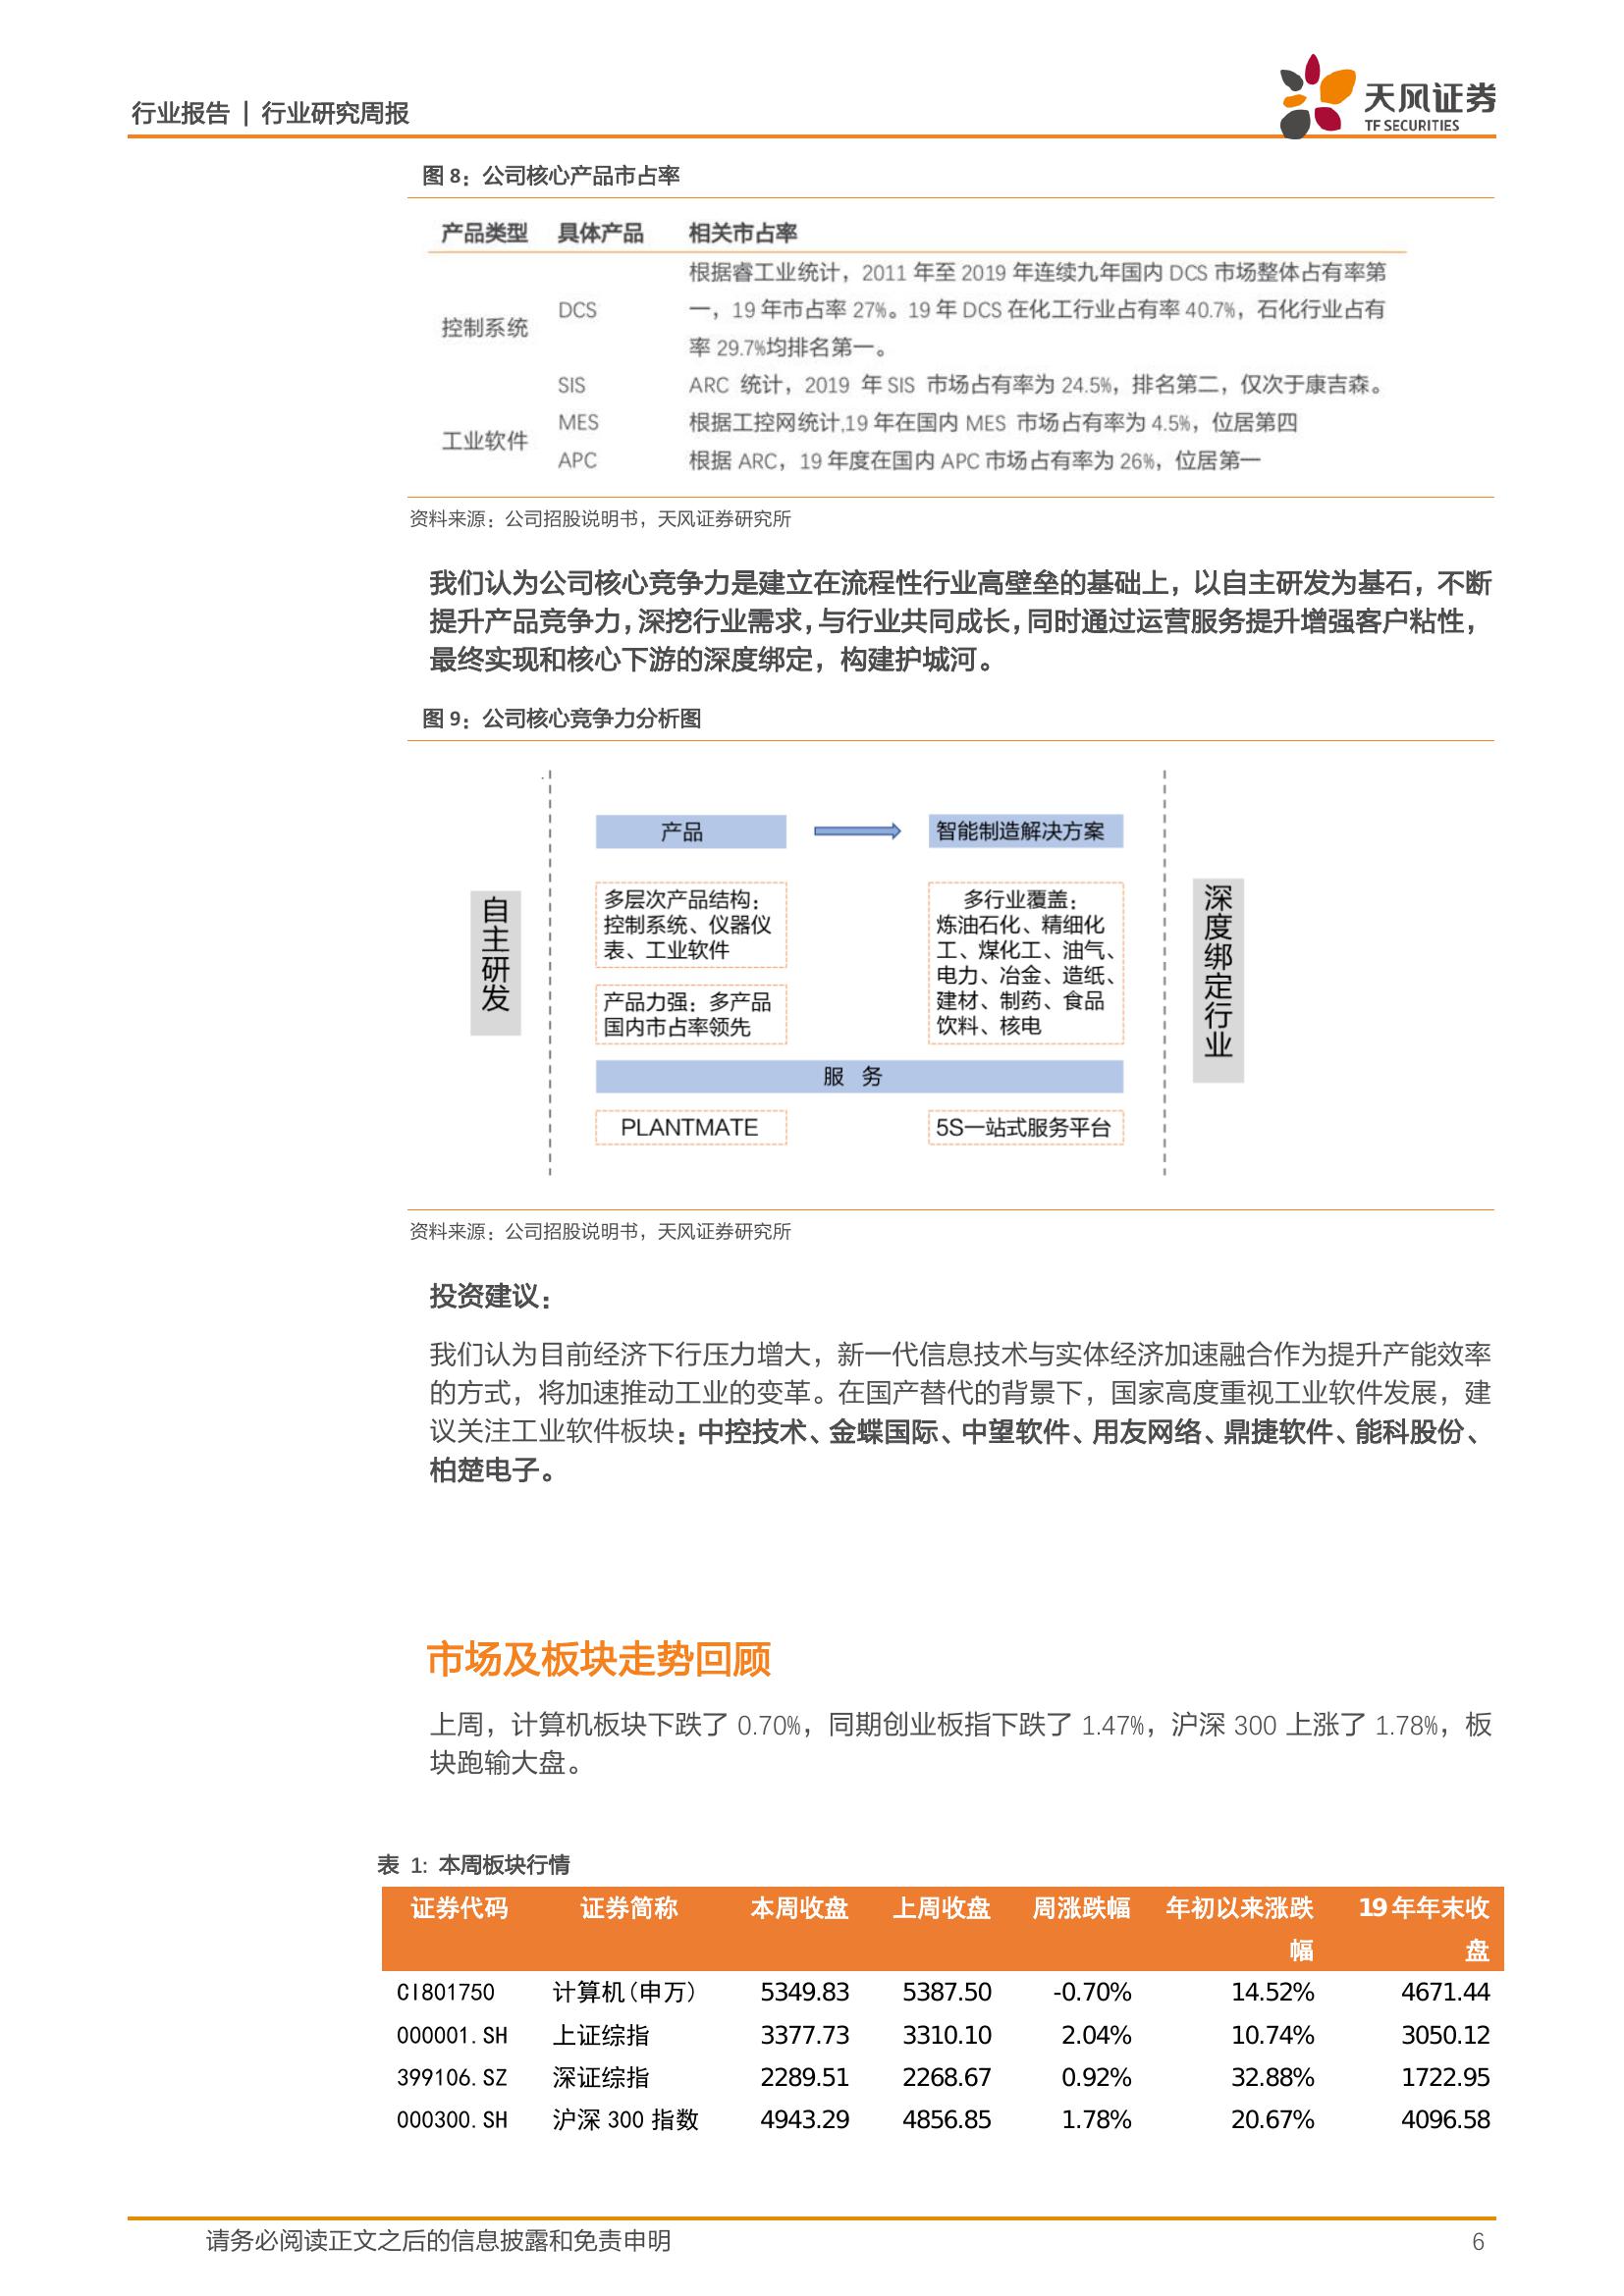 行业报告 | 行业研究周报
天风证券
TF SECURITIES
图 8：公司核心产品市占率
产品类型 具体产品 相关市占率
控制系统
DCS
根据睿工业统计，2011 年至 2019 年连续九年国内 DCS 市场整体占有率第
一，19 年市占率 27%。19 年 DCS 在化工行业占有率 40.7%，石化行业占有
率 29.7%均排名第一。
SIS ARC 统计，2019 年 SIS 市场占有率为 24.5%，排名第二，仅次于康吉森。
工业软件
MES 根据工控网统计,19 年在国内 MES 市场占有率为 4.5%，位居第四
APC 根据 ARC，19 年度在国内 APC 市场占有率为 26%，位居第一
资料来源：公司招股说明书，天风证券研究所
我们认为公司核心竞争力是建立在流程性行业高壁垒的基础上，以自主研发为基石，不断
提升产品竞争力，深挖行业需求，与行业共同成长，同时通过运营服务提升增强客户粘性，
最终实现和核心下游的深度绑定，构建护城河。
图 9：公司核心竞争力分析图
自主研发
产品
智能制造解决方案
多层次产品结构：
控制系统、仪器仪
表、工业软件
产品力强：多产品
国内市占率领先
多行业覆盖：
炼油石化、精细化
工、煤化工、油气、
电力、冶金、造纸、
建材、制药、食品
饮料、核电
服 务
PLANTMATE
5S一站式服务平台
深度绑定行业
资料来源：公司招股说明书，天风证券研究所
投资建议：
我们认为目前经济下行压力增大，新一代信息技术与实体经济加速融合作为提升产能效率
的方式，将加速推动工业的变革。在国产替代的背景下，国家高度重视工业软件发展，建
议关注工业软件板块：中控技术、金蝶国际、中望软件、用友网络、鼎捷软件、能科股份、
柏楚电子。
市场及板块走势回顾
上周，计算机板块下跌了 0.70%，同期创业板指下跌了 1.47%，沪深 300 上涨了 1.78%，板
块跑输大盘。
表 1: 本周板块行情
证券代码 证券简称 本周收盘 上周收盘 周涨跌幅 年初以来涨跌 19 年年末收
幅 盘
CI801750 计算机(申万) 5349.83 5387.50 -0.70% 14.52% 4671.44
000001.SH 上证综指 3377.73 3310.10 2.04% 10.74% 3050.12
399106.SZ 深证综指 2289.51 2268.67 0.92% 32.88% 1722.95
000300.SH 沪深 300 指数 4943.29 4856.85 1.78% 20.67% 4096.58
请务必阅读正文之后的信息披露和免责申明
6